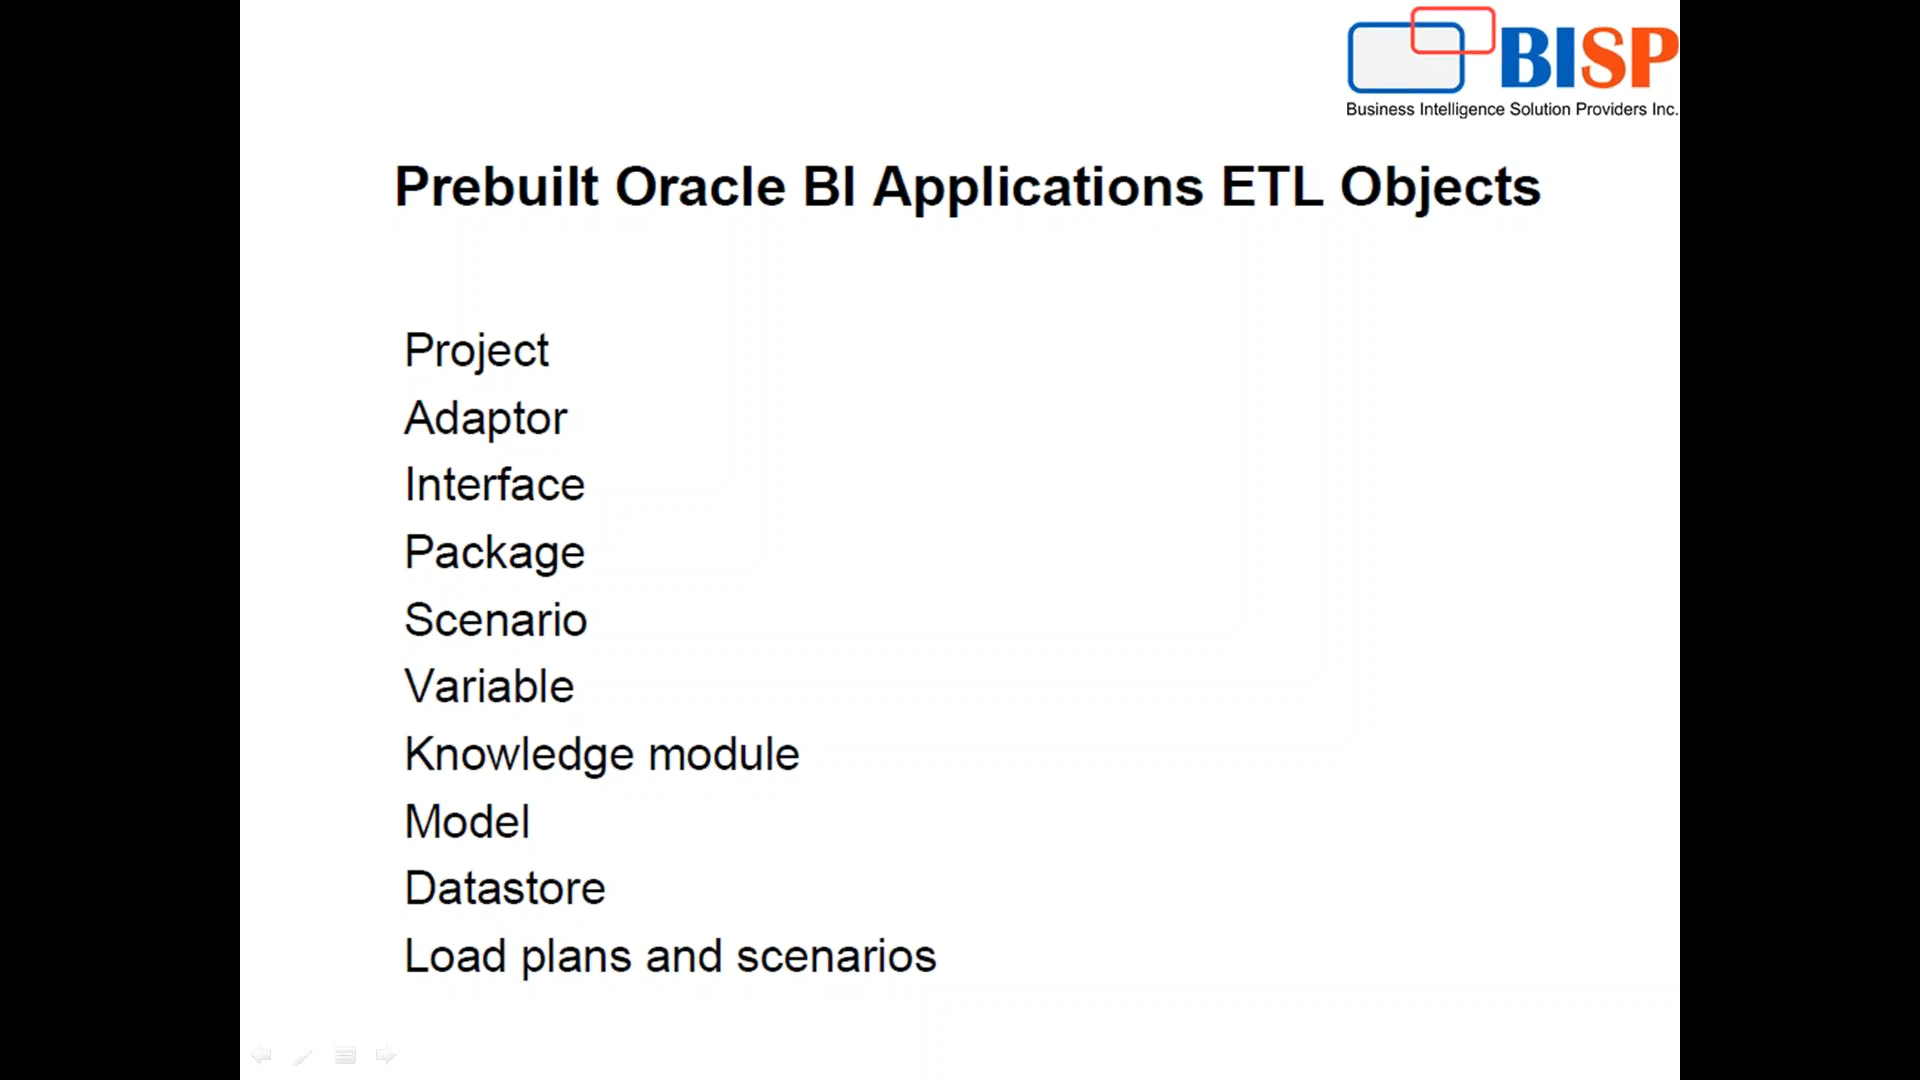 BISP
Business Intelligence Solution Providers Inc.
Prebuilt Oracle BI Applications ETL Objects
Project
Adaptor
Interface
Package
Scenario
Variable
Knowledge module
Model
Datastore
Load plans and scenarios